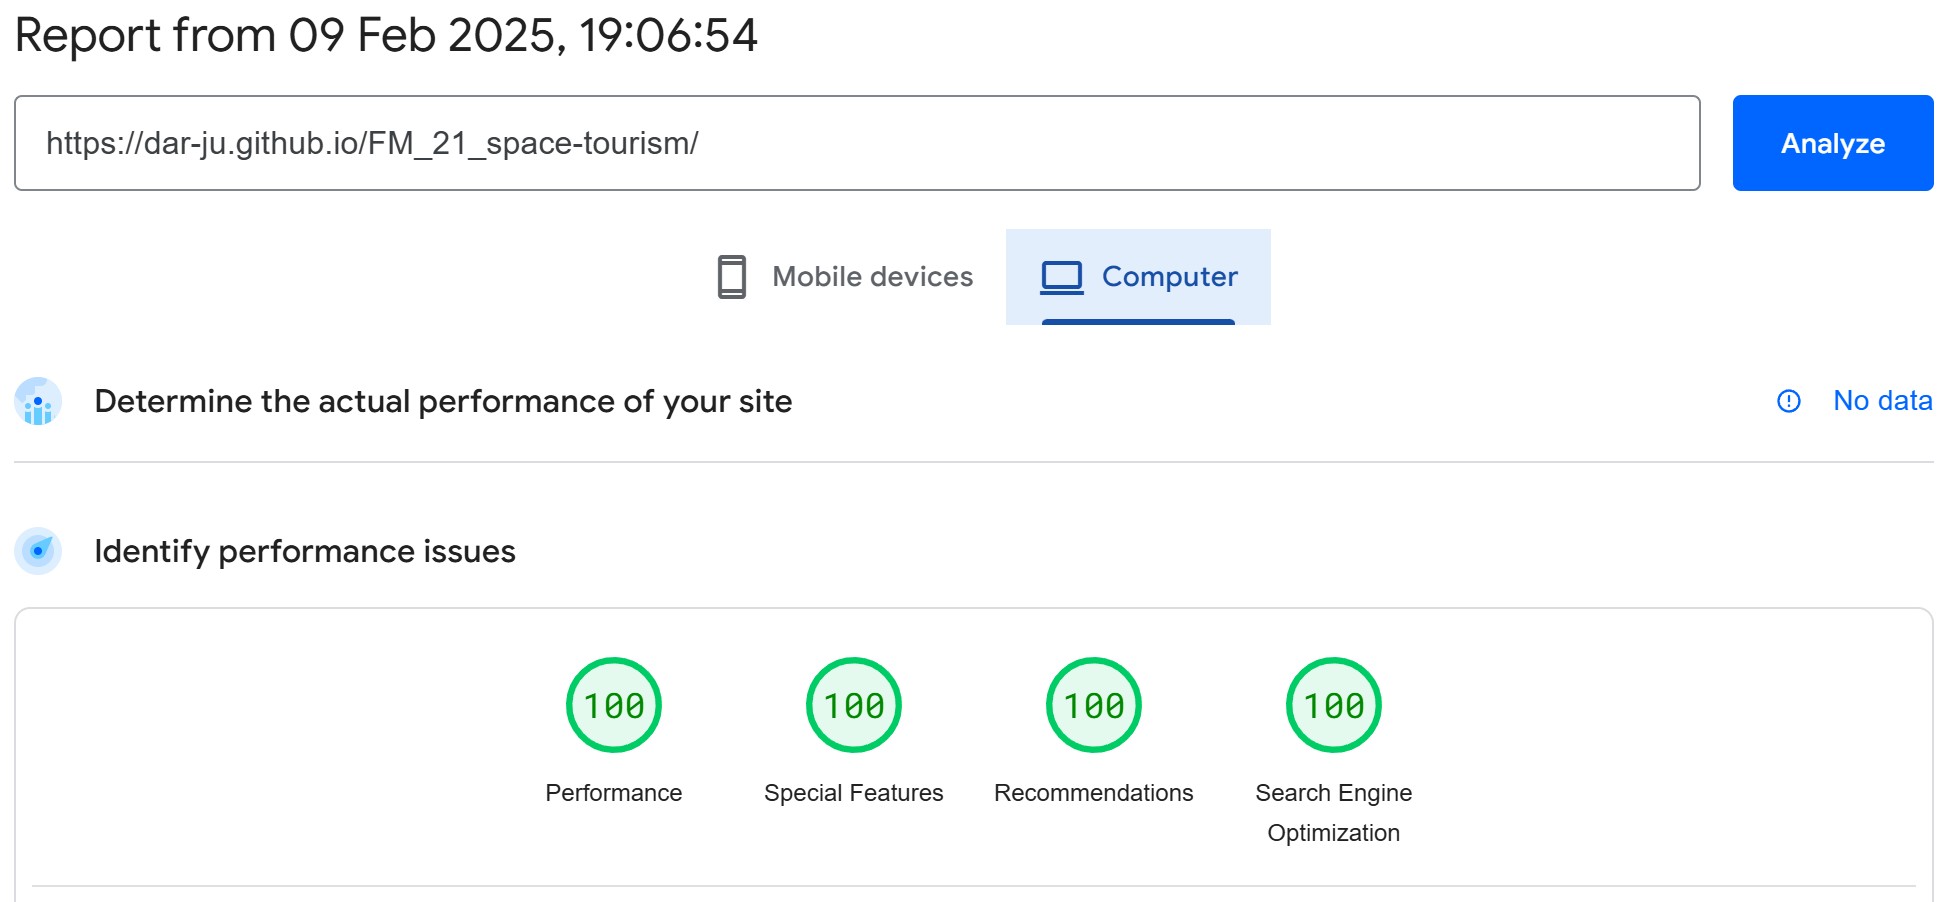 Report from 09 Feb 2025, 19:06:54
https://dar-ju.github.io/FM_21_space-tourism/
Analyze
Mobile devices
Computer
Determine the actual performance of your site
No data
Identify performance issues
100
100
100
100
Performance
Special Features
Recommendations
Search Engine
Optimization